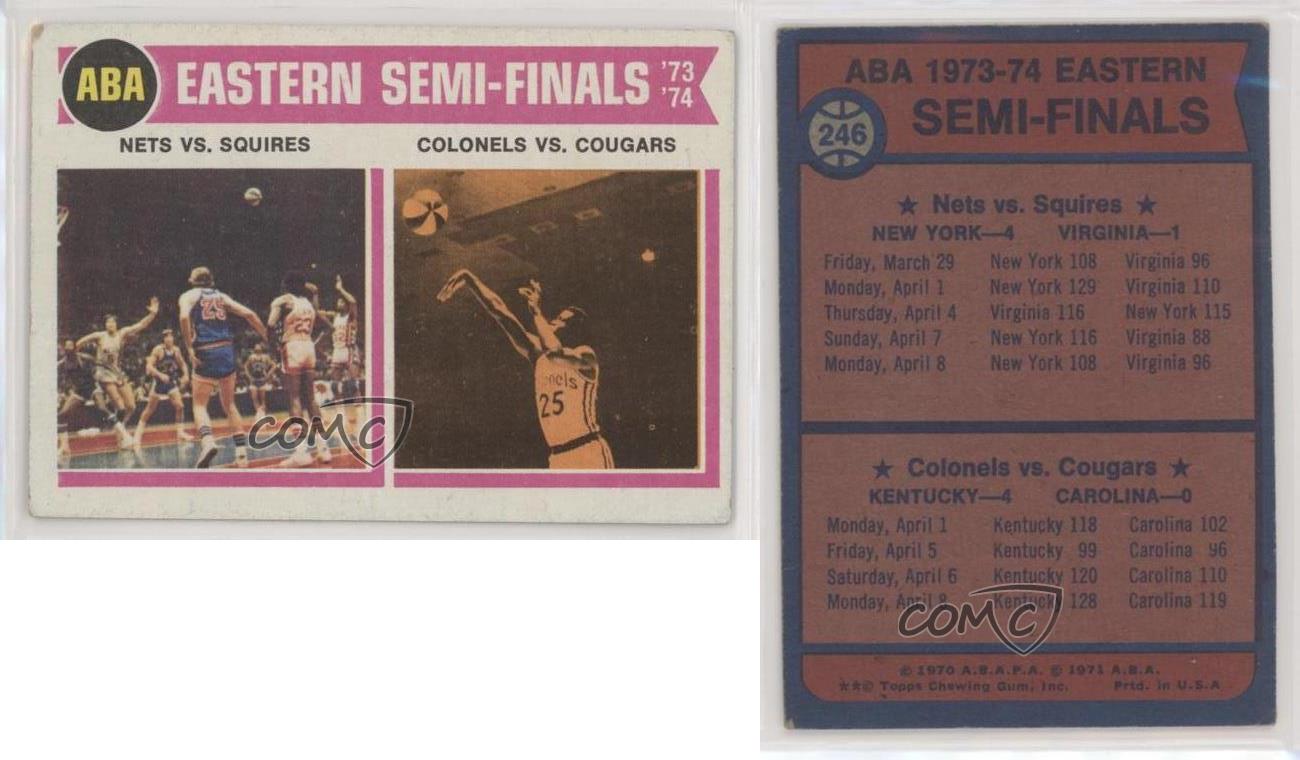 ABA
EASTERN SEMI-FINALS '73 '74
NETS VS. SQUIRES
COLONELS VS. COUGARS
25
23
25
COMC
ABA 1973-74 EASTERN
SEMI-FINALS
246
★ Nets vs. Squires ★
NEW YORK—4 VIRGINIA—1
Friday, March 29 New York 108 Virginia 96
Monday, April 1 New York 129 Virginia 110
Thursday, April 4 Virginia 116 New York 115
Sunday, April 7 New York 116 Virginia 88
Monday, April 8 New York 108 Virginia 96
★ Colonels vs. Cougars ★
KENTUCKY—4 CAROLINA—0
Monday, April 1 Kentucky 118 Carolina 102
Friday, April 5 Kentucky 99 Carolina 96
Saturday, April 6 Kentucky 120 Carolina 110
Monday, April 8 Kentucky 128 Carolina 119
COMC
© 1970 A.B.A.P.A. © 1971 A.B.A.
★★© Topps Chewing Gum, Inc. Prtd. in U.S.A